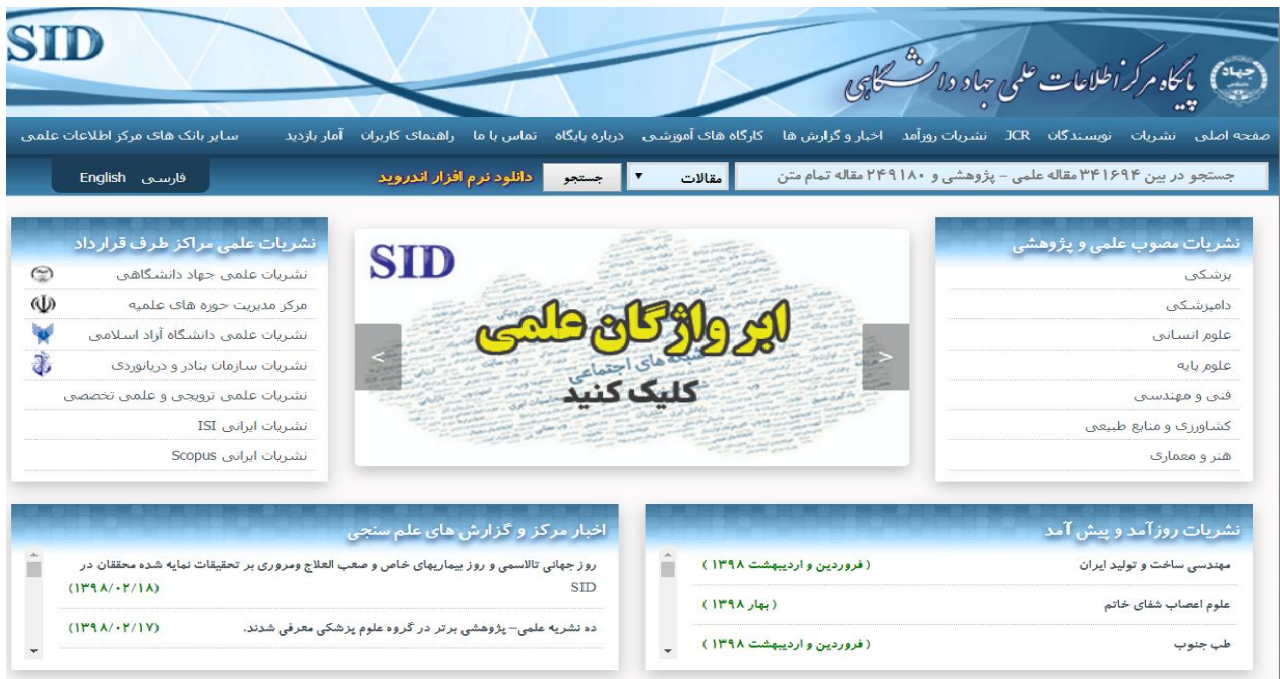 SID
پایگاه مرکز اطلاعات علمی جهاد دانشگاهی
جهاد
صفحه اصلی نشریات نویسندگان JCR نشریات روزآمد اخبار و گزارش ها کارگاه های آموزشی درباره پایگاه تماس با ما راهنمای کاربران آمار بازدید سایر بانک های مرکز اطلاعات علمی
جستجو در بین ۳۴۱۶۹۴ مقاله علمی - پژوهشی و ۲۴۹۱۸۰ مقاله تمام متن مقالات جستجو دانلود نرم افزار اندروید فارسی English
نشریات مصوب علمی و پژوهشی
پزشکی
دامپزشکی
علوم انسانی
علوم پایه
فنی و مهندسی
کشاورزی و منابع طبیعی
هنر و معماری
SID
ابر واژگان علمی
شبکه های اجتماعی
کلیک کنید
نشریات علمی مراکز طرف قرارداد
نشریات علمی جهاد دانشگاهی
مرکز مدیریت حوزه های علمیه
نشریات علمی دانشگاه آزاد اسلامی
نشریات سازمان بنادر و دریانوردی
نشریات علمی ترویجی و علمی تخصصی
نشریات ایرانی ISI
نشریات ایرانی Scopus
نشریات روزآمد و پیش آمد
مهندسی ساخت و تولید ایران ( فروردین و اردیبهشت ۱۳۹۸ )
علوم اعصاب شفای خاتم ( بهار ۱۳۹۸ )
طب جنوب ( فروردین و اردیبهشت ۱۳۹۸ )
اخبار مرکز و گزارش های علم سنجی
روز جهانی تالاسمی و روز بیماریهای خاص و صعب العلاج ومروری بر تحقیقات نمایه شده محققان در
SID (۱۳۹۸/۰۲/۱۸)
ده نشریه علمی– پژوهشی برتر در گروه علوم پزشکی معرفی شدند. (۱۳۹۸/۰۲/۱۷)